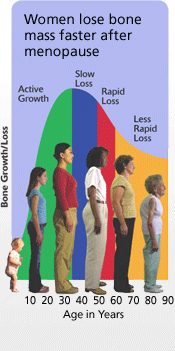 Women lose bone
mass faster after
menopause
Slow
Loss
Active
Growth
Rapid
Loss
Less
Rapid
Loss
Bone Growth/Loss
10 20 30 40 50 60 70 80 90
Age in Years